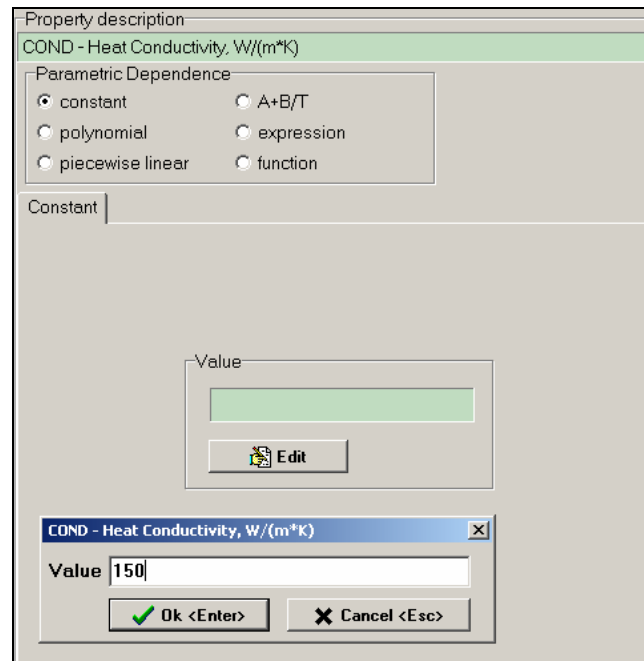 Property description
COND - Heat Conductivity, W/(m*K)
Parametric Dependence
constant A+B/T
polynomial expression
piecewise linear function
Constant
Value
Edit
COND - Heat Conductivity, W/(m*K)
Value 150
Ok <Enter> Cancel <Esc>